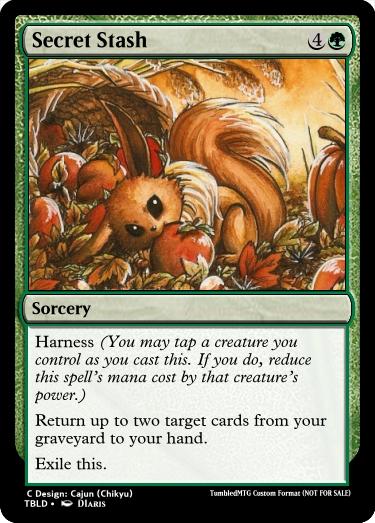 Secret Stash 4
Sorcery
Harness (You may tap a creature you
control as you cast this. If you do, reduce
this spell's mana cost by that creature's
power.)
Return up to two target cards from your
graveyard to your hand.
Exile this.
C Design: Cajun (Chikyu) TumbledMTG Custom Format (NOT FOR SALE)
TBLD • DIaris